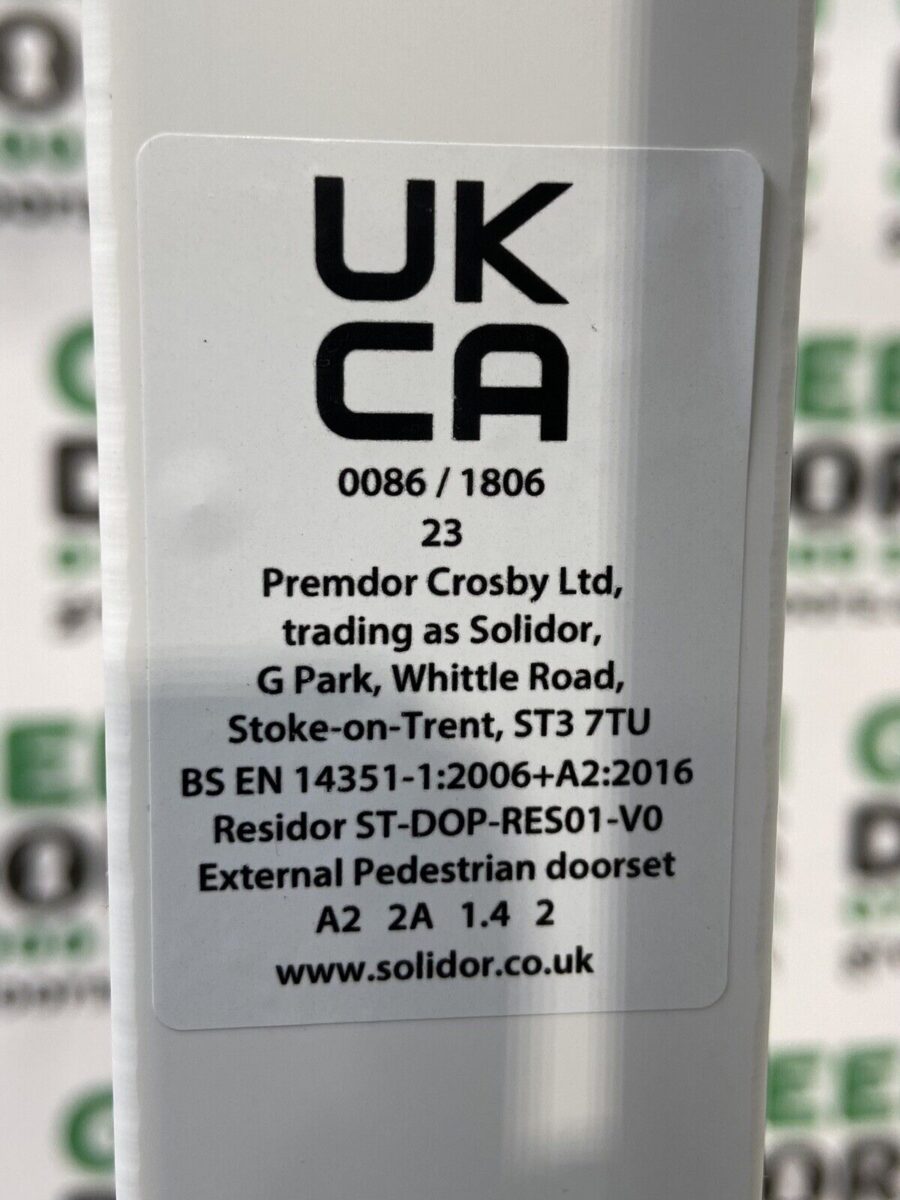 UK
CA
0086 / 1806
23
Premdor Crosby Ltd,
trading as Solidor,
G Park, Whittle Road,
Stoke-on-Trent, ST3 7TU
BS EN 14351-1:2006+A2:2016
Residor ST-DOP-RES01-V0
External Pedestrian doorset
A2 2A 1.4 2
www.solidor.co.uk